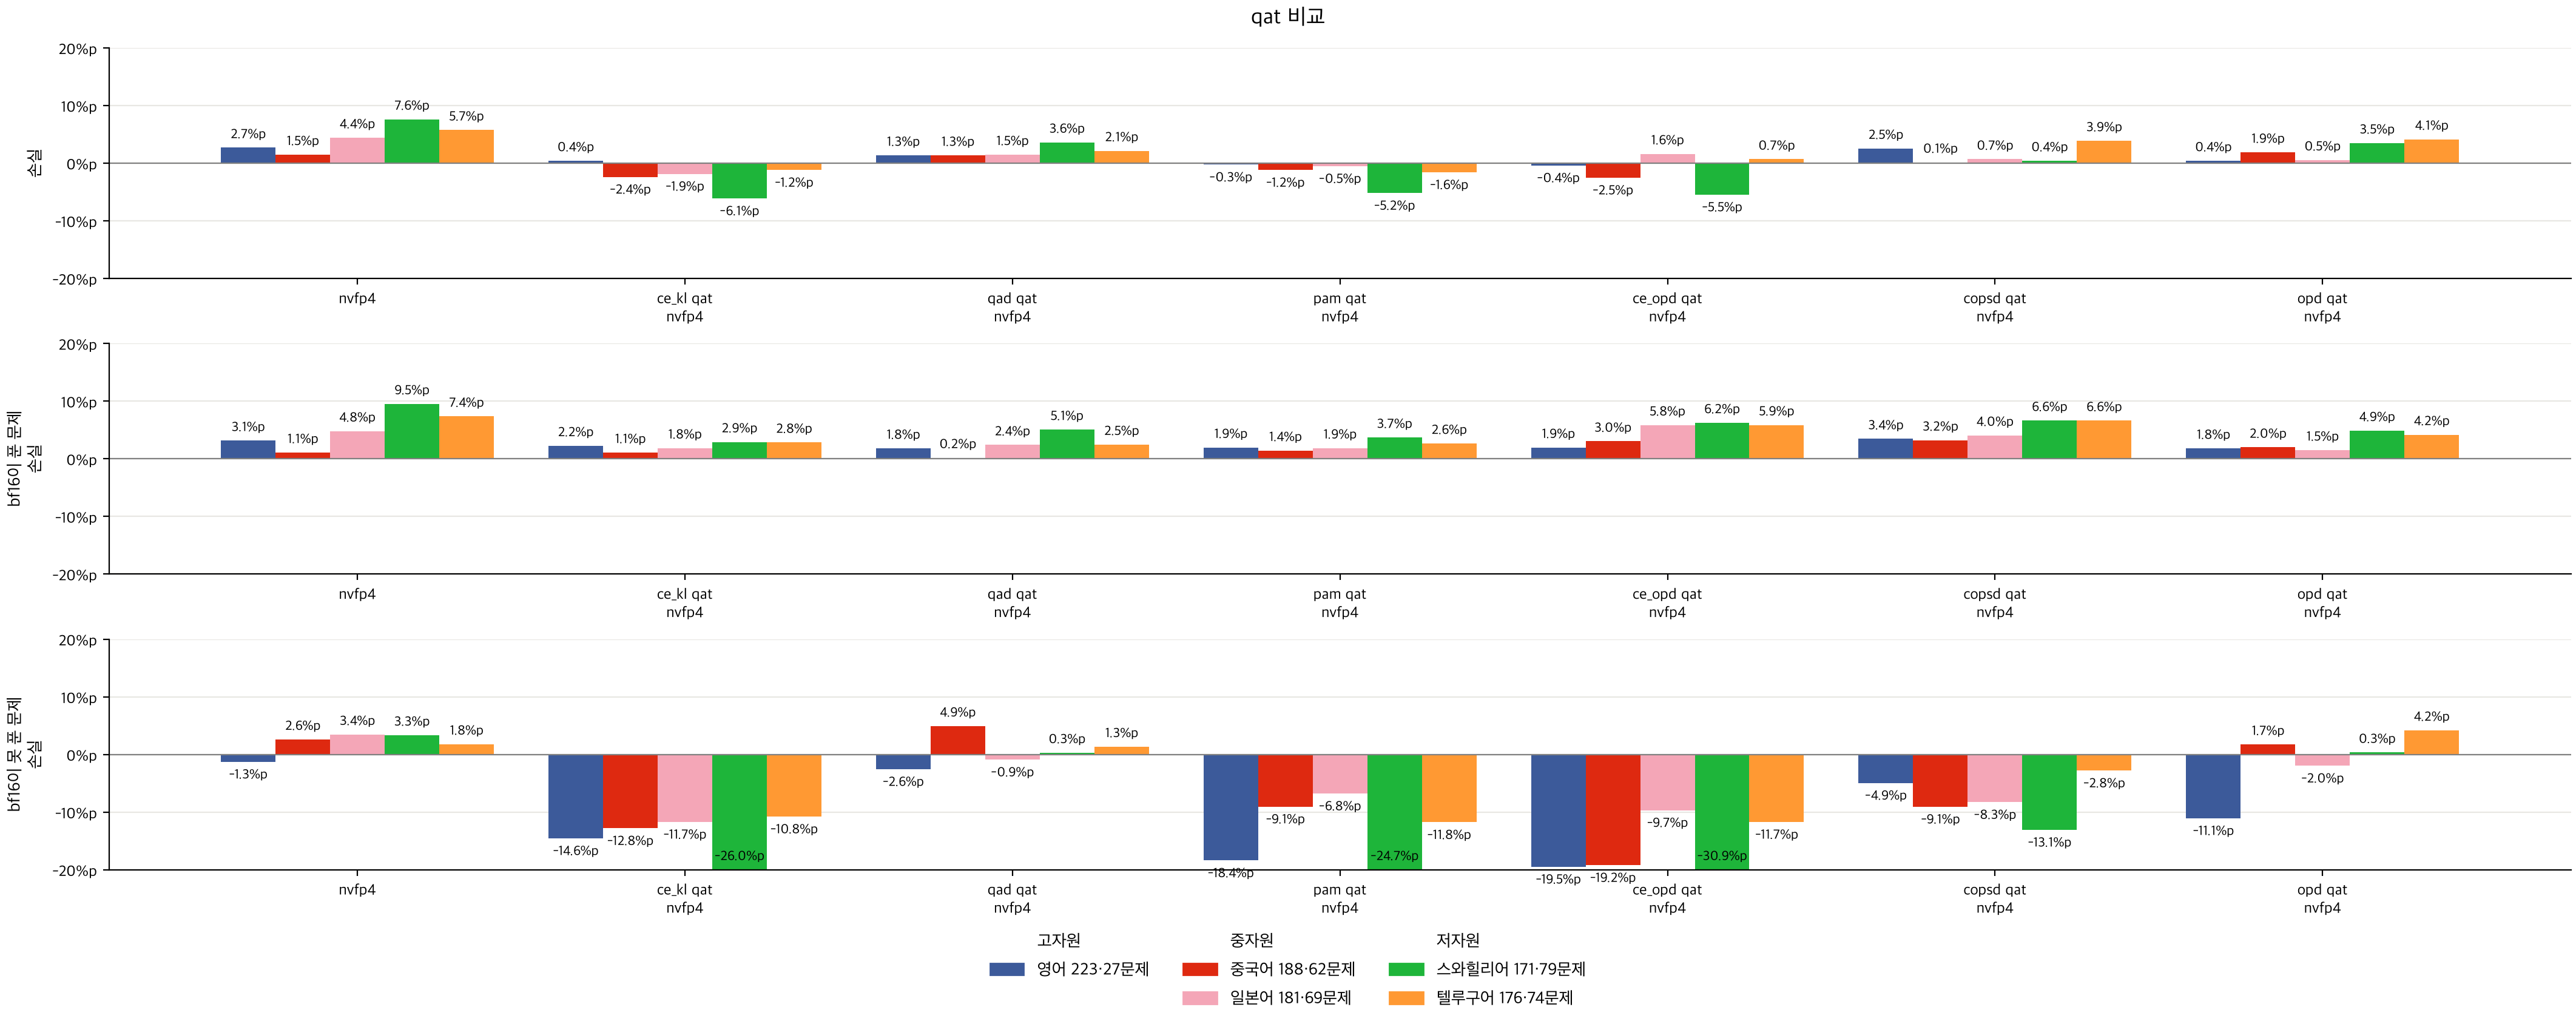 qat 비교
손실
20%p
10%p
0%p
-10%p
-20%p
2.7%p 1.5%p 4.4%p 7.6%p 5.7%p
0.4%p -2.4%p -1.9%p -6.1%p -1.2%p
1.3%p 1.3%p 1.5%p 3.6%p 2.1%p
-0.3%p -1.2%p -0.5%p -5.2%p -1.6%p
-0.4%p -2.5%p 1.6%p -5.5%p 0.7%p
2.5%p 0.1%p 0.7%p 0.4%p 3.9%p
0.4%p 1.9%p 0.5%p 3.5%p 4.1%p
nvfp4 ce_kl qat qad qat pam qat ce_opd qat copsd qat opd qat
nvfp4 nvfp4 nvfp4 nvfp4 nvfp4 nvfp4
bf16이 푼 문제
손실
20%p
10%p
0%p
-10%p
-20%p
3.1%p 1.1%p 4.8%p 9.5%p 7.4%p
2.2%p 1.1%p 1.8%p 2.9%p 2.8%p
1.8%p 0.2%p 2.4%p 5.1%p 2.5%p
1.9%p 1.4%p 1.9%p 3.7%p 2.6%p
1.9%p 3.0%p 5.8%p 6.2%p 5.9%p
3.4%p 3.2%p 4.0%p 6.6%p 6.6%p
1.8%p 2.0%p 1.5%p 4.9%p 4.2%p
nvfp4 ce_kl qat qad qat pam qat ce_opd qat copsd qat opd qat
nvfp4 nvfp4 nvfp4 nvfp4 nvfp4 nvfp4
bf16이 못 푼 문제
손실
20%p
10%p
0%p
-10%p
-20%p
-1.3%p 2.6%p 3.4%p 3.3%p 1.8%p
-14.6%p -12.8%p -11.7%p -26.0%p -10.8%p
-2.6%p 4.9%p -0.9%p 0.3%p 1.3%p
-18.4%p -9.1%p -6.8%p -24.7%p -11.8%p
-19.5%p -19.2%p -9.7%p -30.9%p -11.7%p
-4.9%p -9.1%p -8.3%p -13.1%p -2.8%p
-11.1%p 1.7%p -2.0%p 0.3%p 4.2%p
nvfp4 ce_kl qat qad qat pam qat ce_opd qat copsd qat opd qat
nvfp4 nvfp4 nvfp4 nvfp4 nvfp4 nvfp4
고자원 중자원 저자원
영어 223·27문제 중국어 188·62문제 스와힐리어 171·79문제
일본어 181·69문제 텔루구어 176·74문제